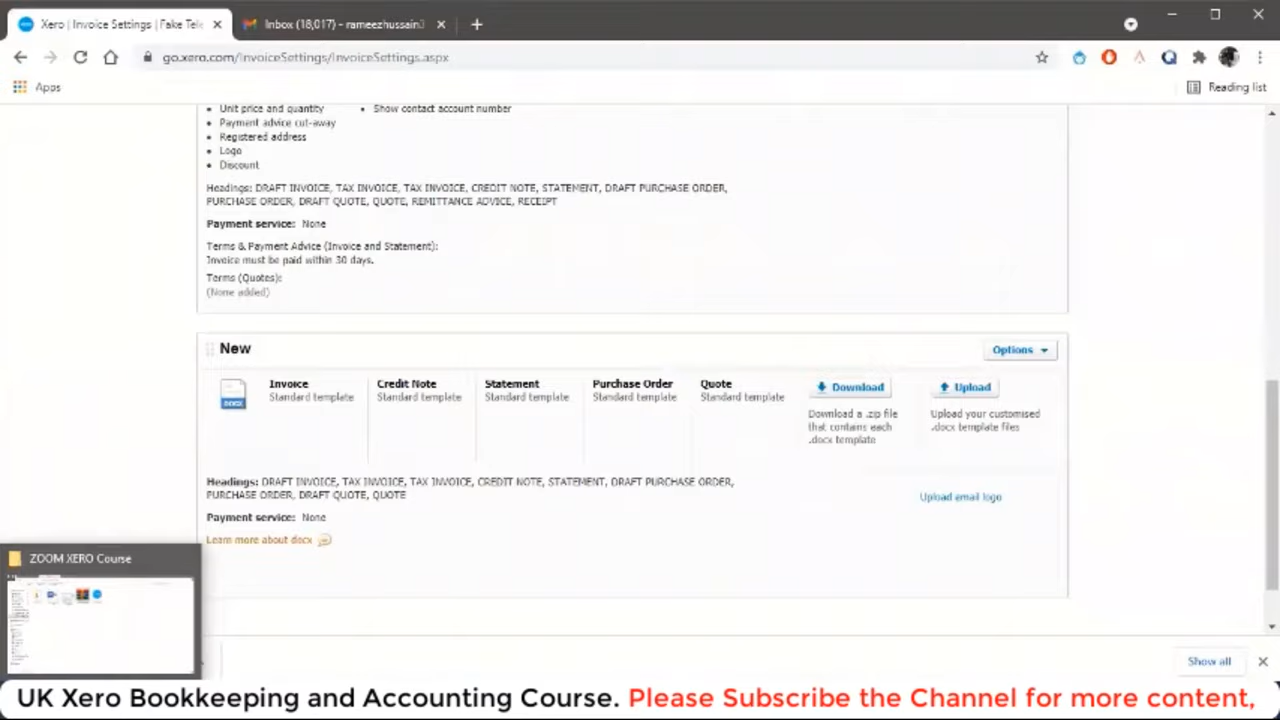 Xero | Invoice Settings | Fake Tele
Inbox (18,017) - rameezhussain
go.xero.com/InvoiceSettings/InvoiceSettings.aspx
Apps
Reading list
• Unit price and quantity
• Show contact account number
• Payment advice cut-away
• Registered address
• Logo
• Discount
Headings: DRAFT INVOICE, TAX INVOICE, TAX INVOICE, CREDIT NOTE, STATEMENT, DRAFT PURCHASE ORDER,
PURCHASE ORDER, DRAFT QUOTE, QUOTE, REMITTANCE ADVICE, RECEIPT
Payment service: None
Terms & Payment Advice (Invoice and Statement):
Invoice must be paid within 30 days.
Terms (Quotes):
(None added)
New
Options
DOCX
Invoice
Standard template
Credit Note
Standard template
Statement
Standard template
Purchase Order
Standard template
Quote
Standard template
Download
Download a .zip file
that contains each
.docx template
Upload
Upload your customised
.docx template files
Headings: DRAFT INVOICE, TAX INVOICE, TAX INVOICE, CREDIT NOTE, STATEMENT, DRAFT PURCHASE ORDER,
PURCHASE ORDER, DRAFT QUOTE, QUOTE
Upload email logo
Payment service: None
Learn more about docx
ZOOM XERO Course
Show all
UK Xero Bookkeeping and Accounting Course. Please Subscribe the Channel for more content,